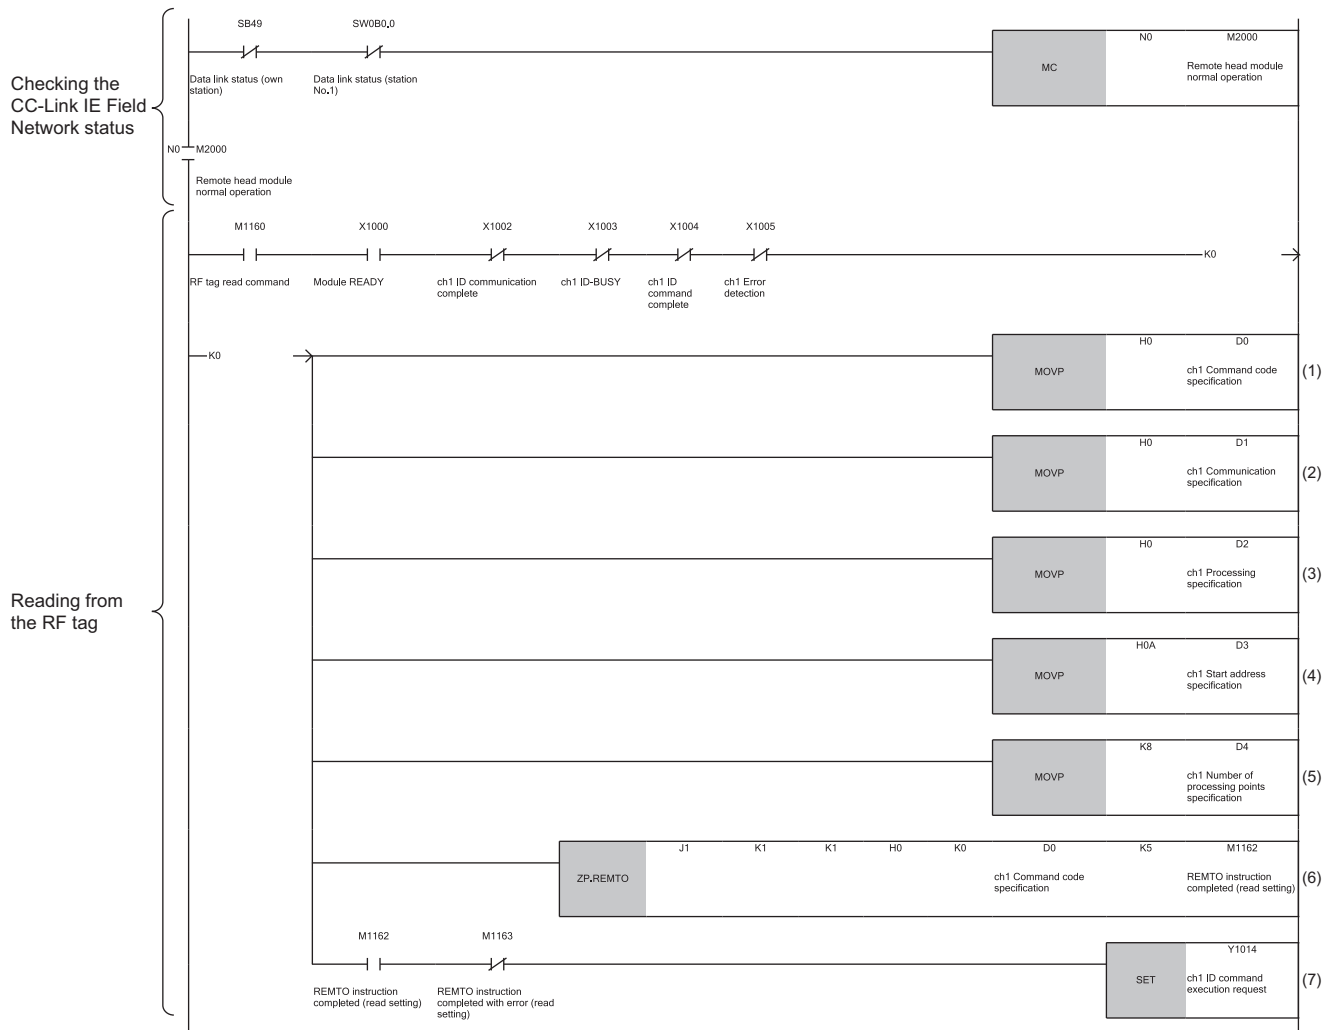 SB49 SW0B0.0
N0 M2000
MC
Data link status (own station)
Data link status (station No.1)
Remote head module normal operation
Checking the
CC-Link IE Field
Network status
N0 M2000
Remote head module
normal operation
M1160 X1000 X1002 X1003 X1004 X1005
K0
RF tag read command
Module READY
ch1 ID communication complete
ch1 ID-BUSY
ch1 ID command complete
ch1 Error detection
K0
H0 D0
MOVP
ch1 Command code
specification
(1)
H0 D1
MOVP
ch1 Communication
specification
(2)
H0 D2
MOVP
ch1 Processing
specification
(3)
Reading from
the RF tag
H0A D3
MOVP
ch1 Start address
specification
(4)
K8 D4
MOVP
ch1 Number of
processing points
specification
(5)
J1 K1 K1 H0 K0 D0 K5 M1162
ZP.REMTO
ch1 Command code
specification
REMTO instruction
completed (read setting)
(6)
M1162 M1163
Y1014
SET
ch1 ID command
execution request
(7)
REMTO instruction
completed (read setting)
REMTO instruction
completed with error (read
setting)